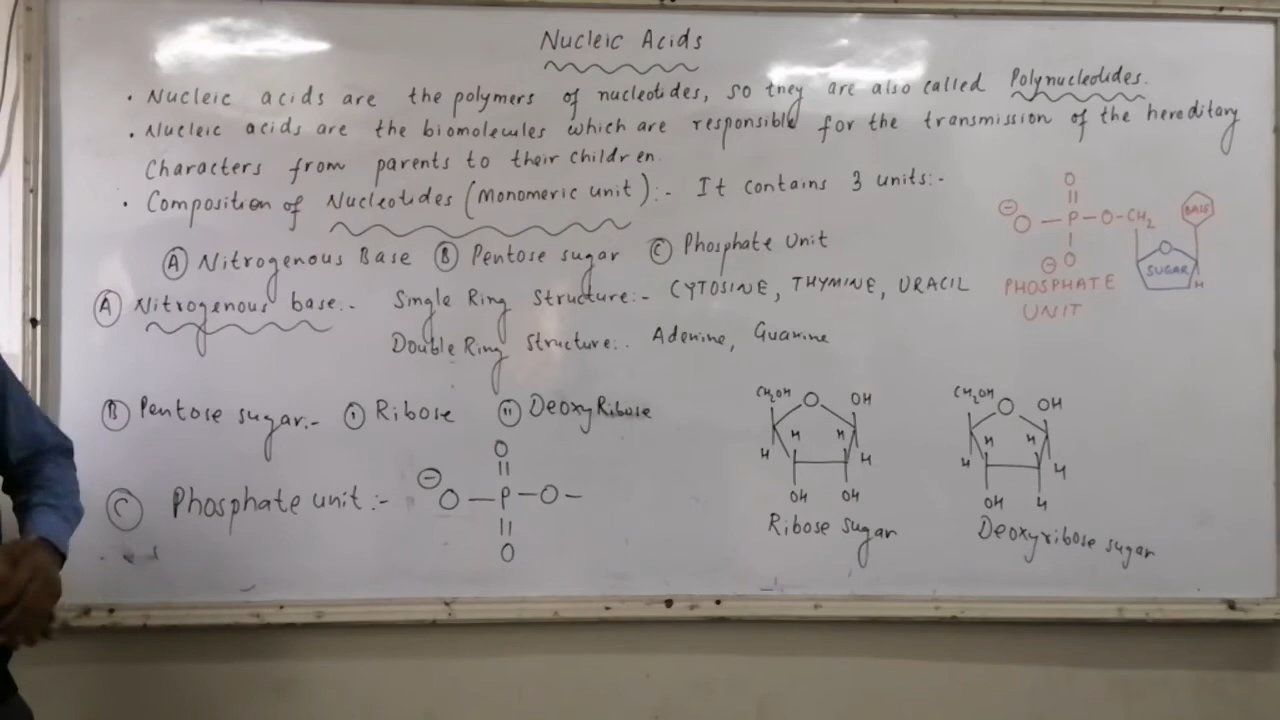 Nucleic Acids
• Nucleic acids are the polymers of nucleotides, so they are also called Polynucleotides.
• Nucleic acids are the biomolecules which are responsible for the transmission of the hereditary
Characters from parents to their children.
• Composition of Nucleotides (Monomeric unit):- It contains 3 units:-
Ⓐ Nitrogenous Base Ⓑ Pentose sugar Ⓒ Phosphate Unit
O
||
⊖ O — P — O - CH2 BASE
|
⊖ O
O
SUGAR
H
PHOSPHATE
UNIT
Ⓐ Nitrogenous base:- Single Ring Structure:- CYTOSINE, THYMINE, URACIL
Double Ring Structure:- Adenine, Guanine
Ⓑ Pentose sugar:- Ⓘ Ribose ⓘⓘ DeoxyRibose
Ⓒ Phosphate unit:-
O
||
⊖ O — P — O —
||
O
CH2OH O OH
H H
H H
OH OH
Ribose sugar
CH2OH O OH
H H
H H
OH H
Deoxyribose sugar